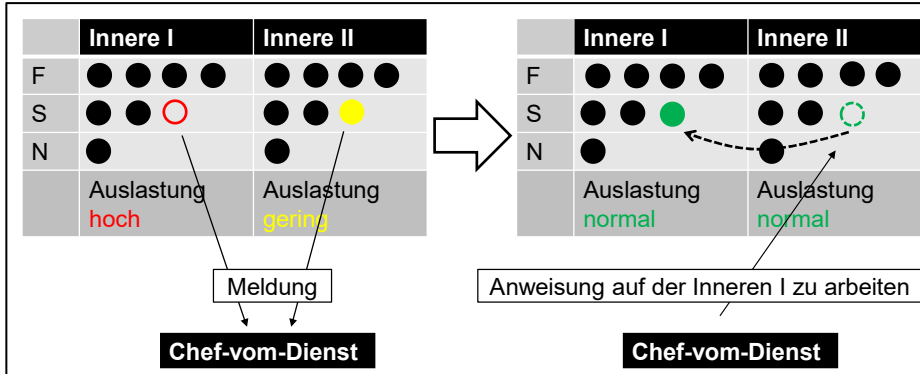 Innere I Innere II
F
S
N
Auslastung Auslastung
hoch gering
Meldung
Chef-vom-Dienst
Innere I Innere II
F
S
N
Auslastung Auslastung
normal normal
Anweisung auf der Inneren I zu arbeiten
Chef-vom-Dienst